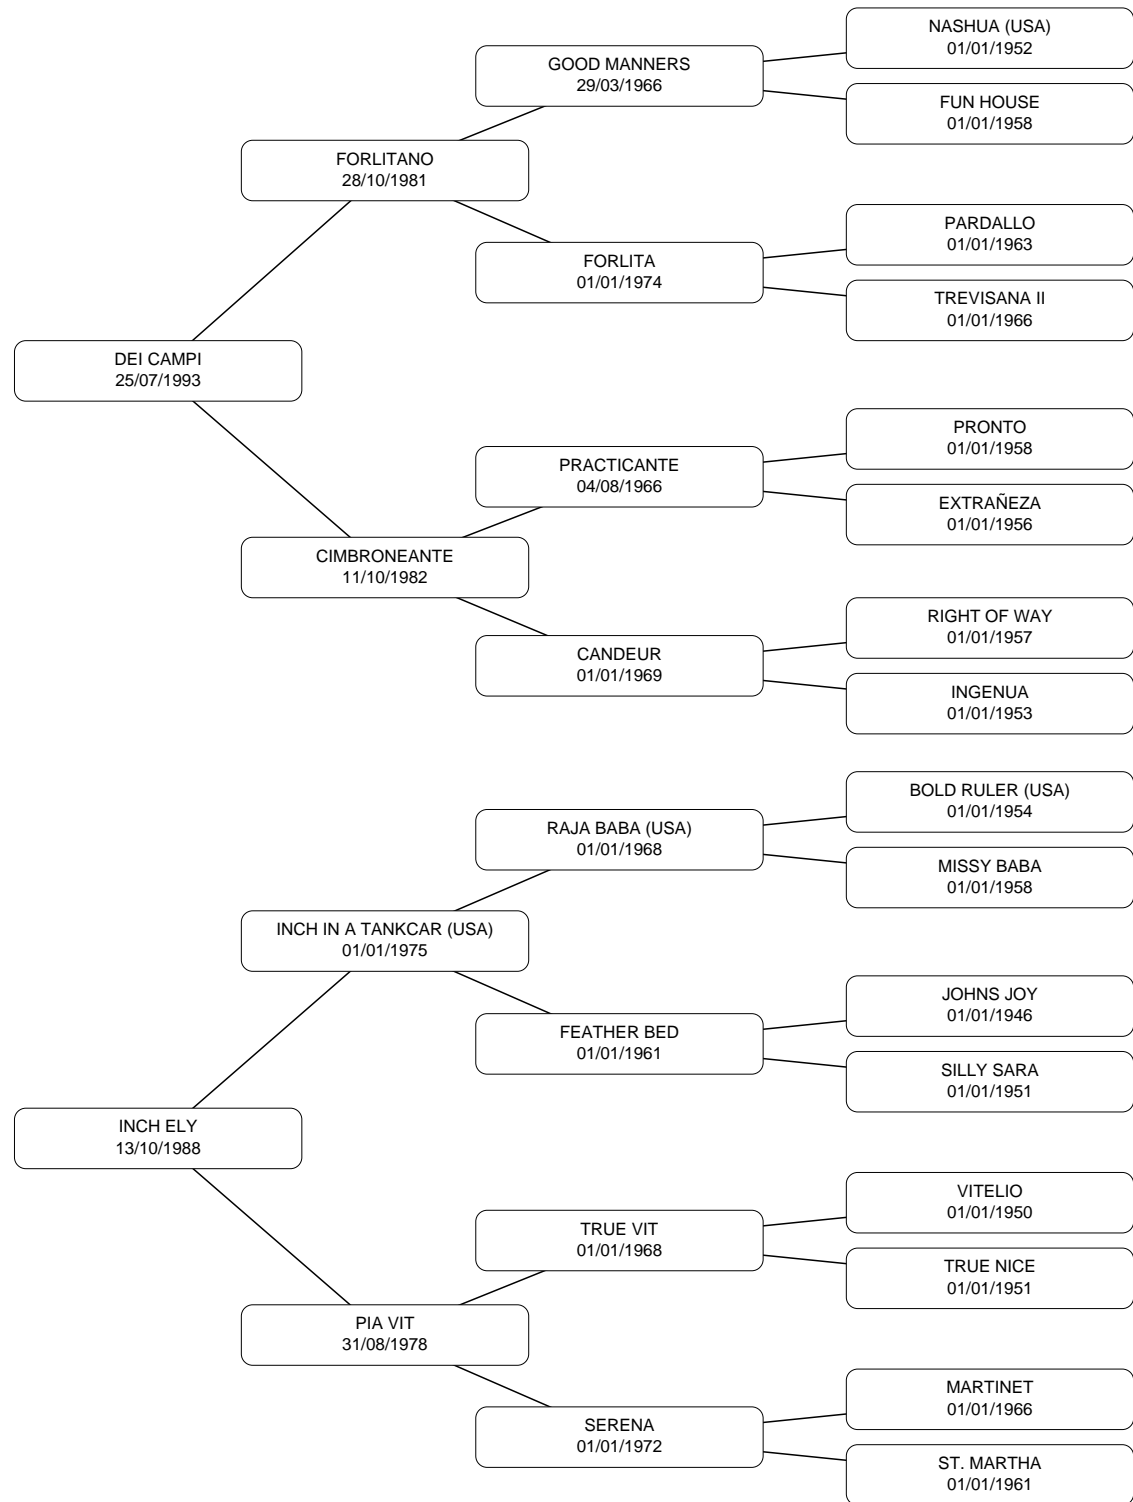 NASHUA (USA)
01/01/1952
GOOD MANNERS
29/03/1966
FUN HOUSE
01/01/1958
FORLITANO
28/10/1981
PARDALLO
01/01/1963
FORLITA
01/01/1974
TREVISANA II
01/01/1966
DEI CAMPI
25/07/1993
PRONTO
01/01/1958
PRACTICANTE
04/08/1966
EXTRAÑEZA
01/01/1956
CIMBRONEANTE
11/10/1982
RIGHT OF WAY
01/01/1957
CANDEUR
01/01/1969
INGENUA
01/01/1953
BOLD RULER (USA)
01/01/1954
RAJA BABA (USA)
01/01/1968
MISSY BABA
01/01/1958
INCH IN A TANKCAR (USA)
01/01/1975
JOHNS JOY
01/01/1946
FEATHER BED
01/01/1961
SILLY SARA
01/01/1951
INCH ELY
13/10/1988
VITELIO
01/01/1950
TRUE VIT
01/01/1968
TRUE NICE
01/01/1951
PIA VIT
31/08/1978
MARTINET
01/01/1966
SERENA
01/01/1972
ST. MARTHA
01/01/1961